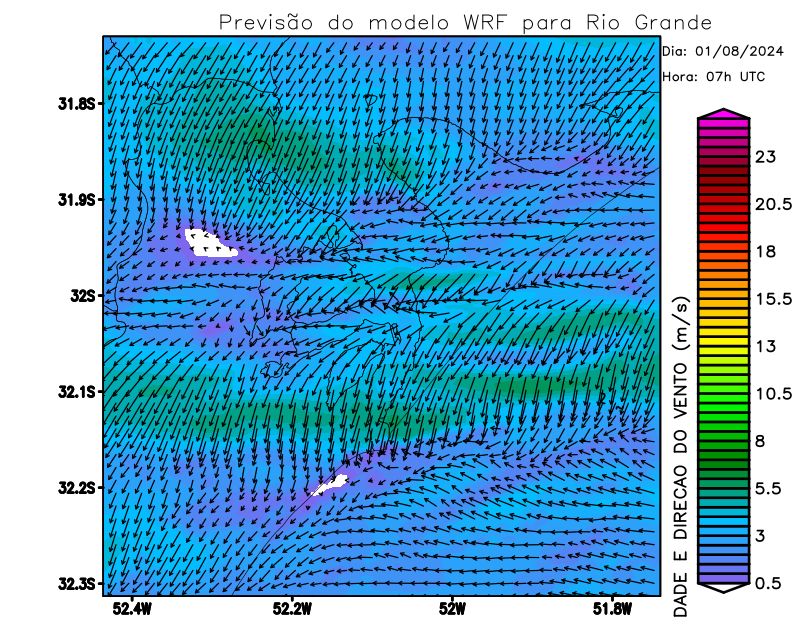 Previsão do modelo WRF para Rio Grande
Dia: 01/08/2024
Hora: 07h UTC
31.8S
31.9S
32S
32.1S
32.2S
32.3S
52.4W
52.2W
52W
51.8W
DADE E DIRECAO DO VENTO (m/s)
23
20.5
18
15.5
13
10.5
8
5.5
3
0.5